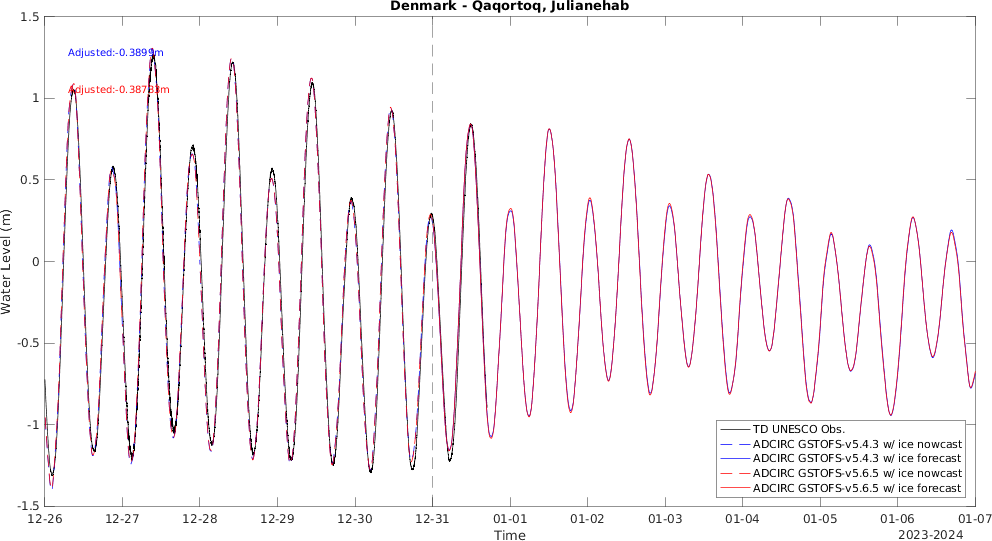 Denmark - Qaqortoq, Julianehab
Adjusted:-0.3899m
Adjusted:-0.38783m
Water Level (m)
1.5
1
0.5
0
-0.5
-1
-1.5
TD UNESCO Obs.
ADCIRC GSTOFS-v5.4.3 w/ ice nowcast
ADCIRC GSTOFS-v5.4.3 w/ ice forecast
ADCIRC GSTOFS-v5.6.5 w/ ice nowcast
ADCIRC GSTOFS-v5.6.5 w/ ice forecast
12-26 12-27 12-28 12-29 12-30 12-31 01-01 01-02 01-03 01-04 01-05 01-06 01-07
Time
2023-2024